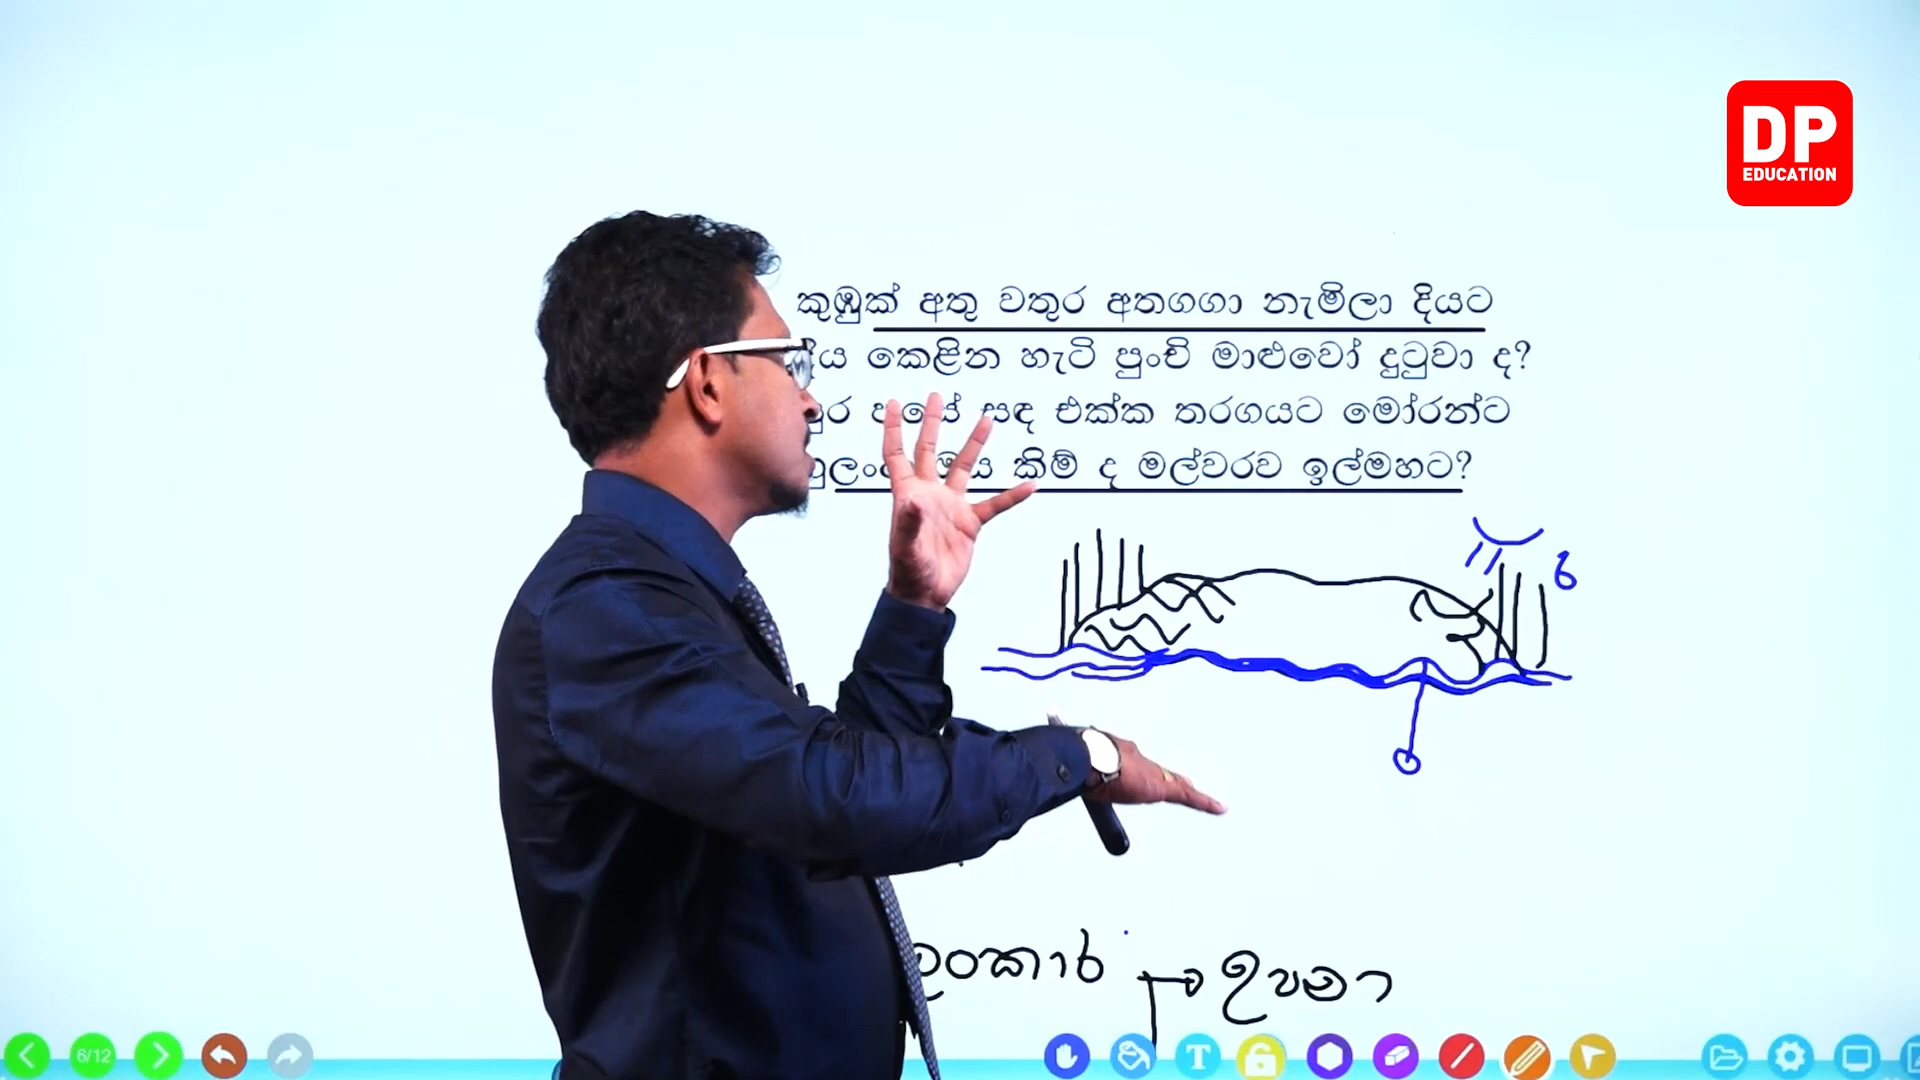 DP
EDUCATION
කුඹුක් අතු වතුර අතගගා නැමිලා දියට
කෙළින හැටි පුංචි මාළුවෝ දුටුවා ද?
සඳ එක්ක තරගයට මෝරන්ට
කිම් ද මල්වරව ඉල්මහට?
රු
උපමා
6/12
T